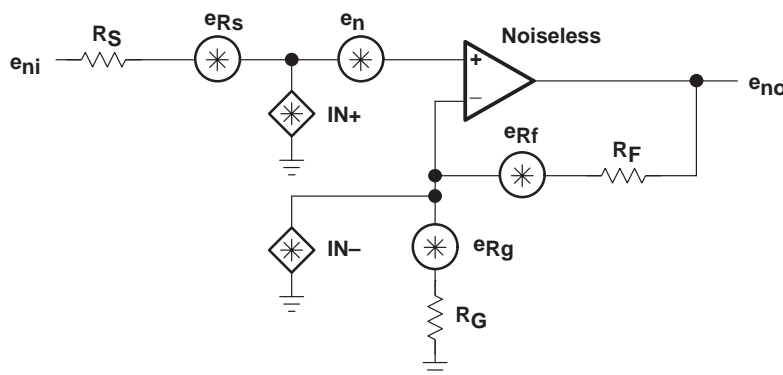 eRs
en
Noiseless
RS
eni
+
eno
IN+
–
eRf
RF
IN–
eRg
RG